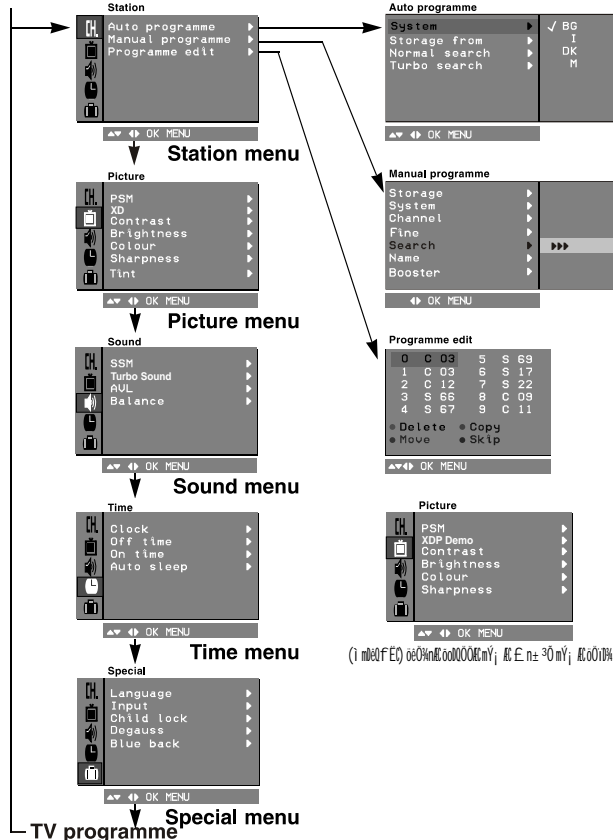 Station
CH.
Auto programme
Manual programme
Programme edit
OK MENU
Station menu
Auto programme
System
Storage from
Normal search
Turbo search
✓ BG
I
DK
M
OK MENU
Picture
CH.
PSM
XD
Contrast
Brightness
Colour
Sharpness
Tint
OK MENU
Picture menu
Manual programme
Storage
System
Channel
Fine
Search
Name
Booster
OK MENU
Sound
CH.
SSM
Turbo Sound
AVL
Balance
OK MENU
Sound menu
Programme edit
0 C 03 5 S 69
1 C 03 6 S 17
2 C 12 7 S 22
3 S 66 8 C 09
4 S 67 9 C 11
Delete Copy
Move Skip
OK MENU
Time
CH.
Clock
Off time
On time
Auto sleep
OK MENU
Time menu
Picture
CH.
PSM
XDP Demo
Contrast
Brightness
Colour
Sharpness
OK MENU
Special
CH.
Language
Input
Child lock
Degauss
Blue back
OK MENU
Special menu
TV programme